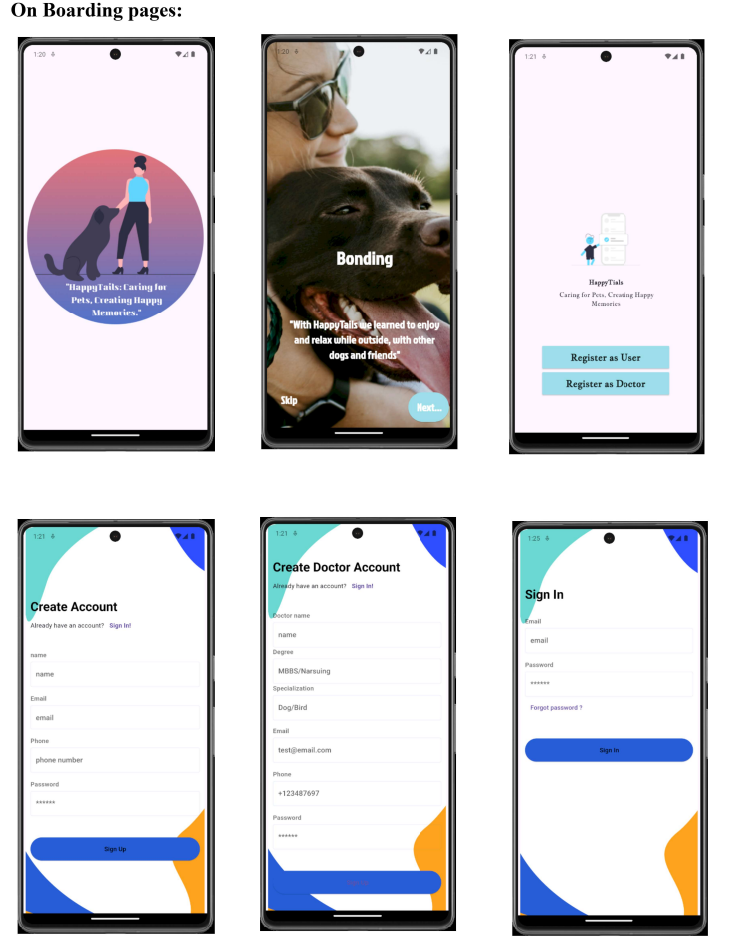 On Boarding pages:
1:20
"HappyTails: Caring for
Pets, Creating Happy
Memories."
1:20
Bonding
"With HappyTails we learned to enjoy
and relax while outside, with other
dogs and friends"
Skip
Next...
1:21
HappyTials
Caring for Pets, Creating Happy
Memories
Register as User
Register as Doctor
1:21
Create Account
Already have an account? Sign In!
name
name
Email
email
Phone
phone number
Password
******
Sign Up
1:21
Create Doctor Account
Already have an account? Sign In!
Doctor name
name
Degree
MBBS/Narsuing
Specialization
Dog/Bird
Email
test@email.com
Phone
+123487697
Password
******
1:25
Sign In
Email
email
Password
******
Forgot password ?
Sign In